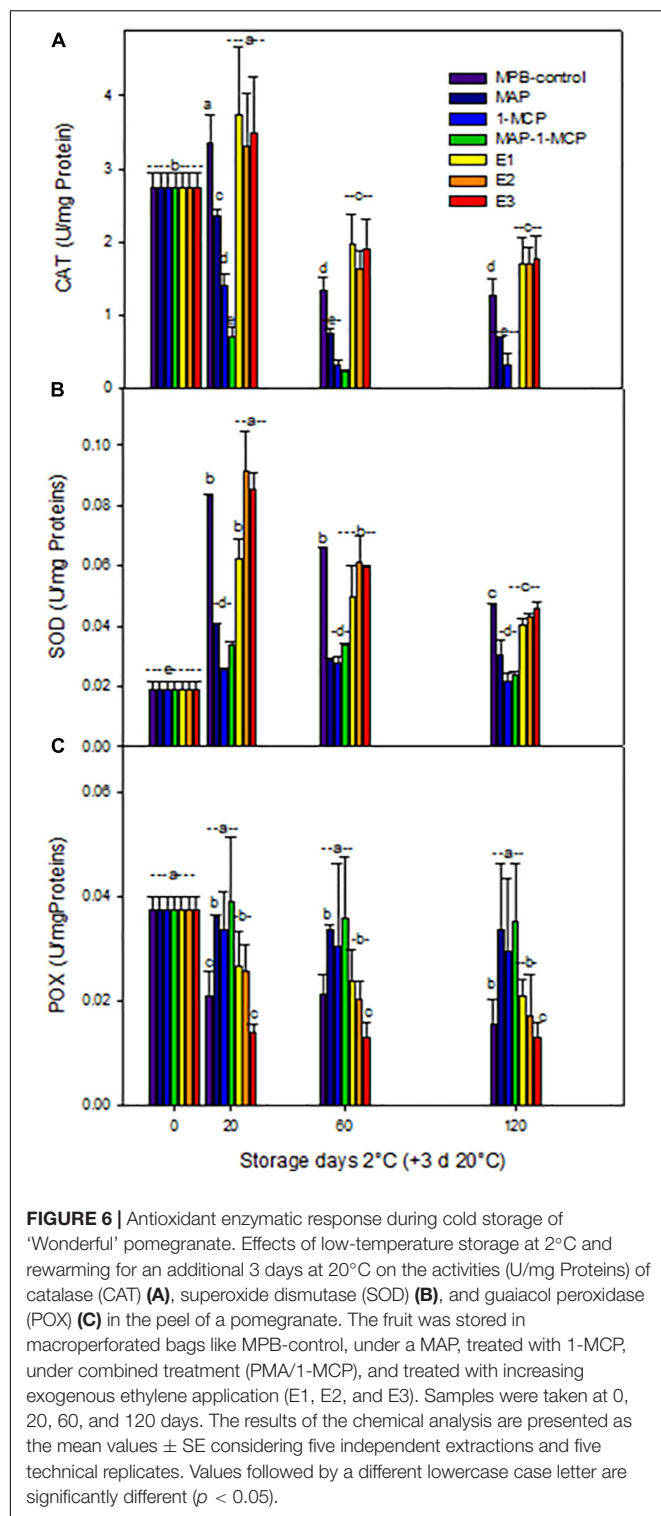 A
CAT (U/mg Protein)
4
3
2
1
0
---- a---
a
---- b-----
c
d
e
MPB-control
MAP
1-MCP
MAP-1-MCP
E1
E2
E3
--c--
d
-e-
--c--
d
B
SOD (U/mg Proteins)
0.10
0.08
0.06
0.04
0.02
0.00
--a--
b
b
-d-
---- e ------
b
----b--
-d-
c
--c--
-d-
C
POX (U/mgProteins)
0.06
0.04
0.02
0.00
---a---
--a--
b
c
-b-
c
--a--
b
-b-
c
--a--
b
-b-
c
0 20 60 120
Storage days 2°C (+3 d 20°C)
FIGURE 6 | Antioxidant enzymatic response during cold storage of
‘Wonderful’ pomegranate. Effects of low-temperature storage at 2°C and
rewarming for an additional 3 days at 20°C on the activities (U/mg Proteins) of
catalase (CAT) (A), superoxide dismutase (SOD) (B), and guaiacol peroxidase
(POX) (C) in the peel of a pomegranate. The fruit was stored in
macroperforated bags like MPB-control, under a MAP, treated with 1-MCP,
under combined treatment (PMA/1-MCP), and treated with increasing
exogenous ethylene application (E1, E2, and E3). Samples were taken at 0,
20, 60, and 120 days. The results of the chemical analysis are presented as
the mean values ± SE considering five independent extractions and five
technical replicates. Values followed by a different lowercase case letter are
significantly different (p < 0.05).